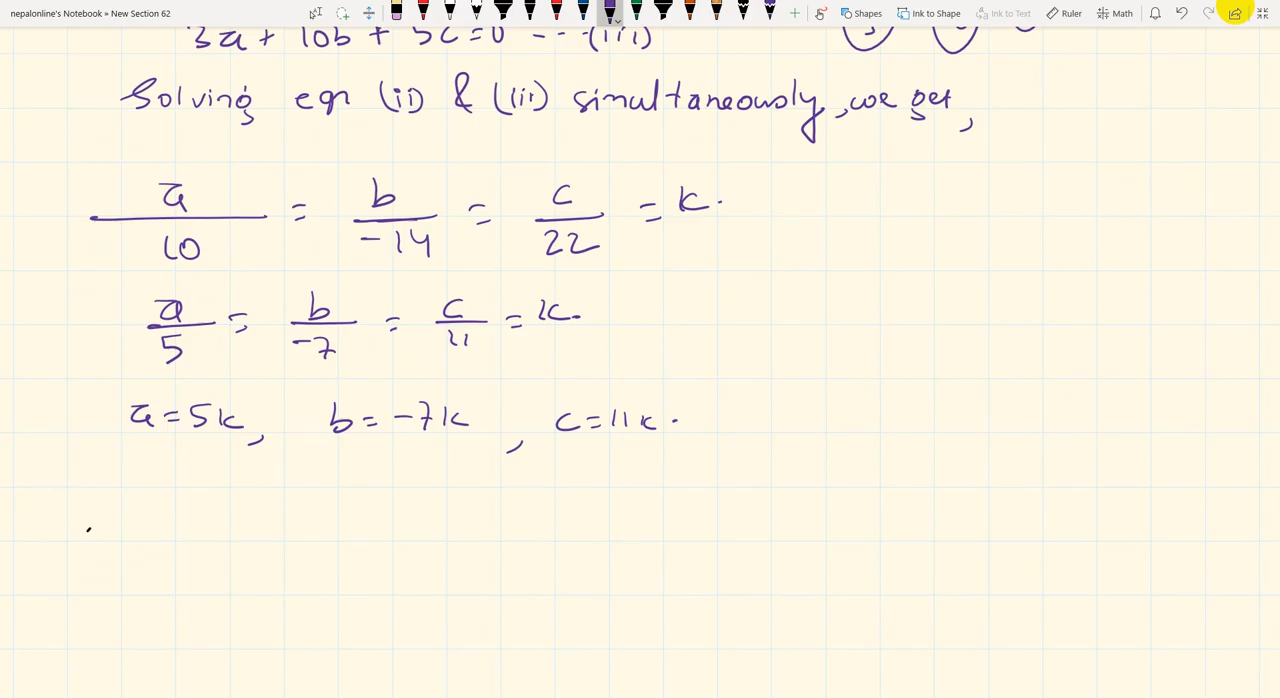 nepalonline's Notebook » New Section 62
Shapes Ink to Shape Ink to Text Ruler Math
3a + 10b + 5c = 0 --- (iii)
Solving eqn (ii) & (iii) simultaneously, we get,
a/10 = b/-14 = c/22 = k.
a/5 = b/-7 = c/11 = k.
a = 5k, b = -7k, c = 11k.